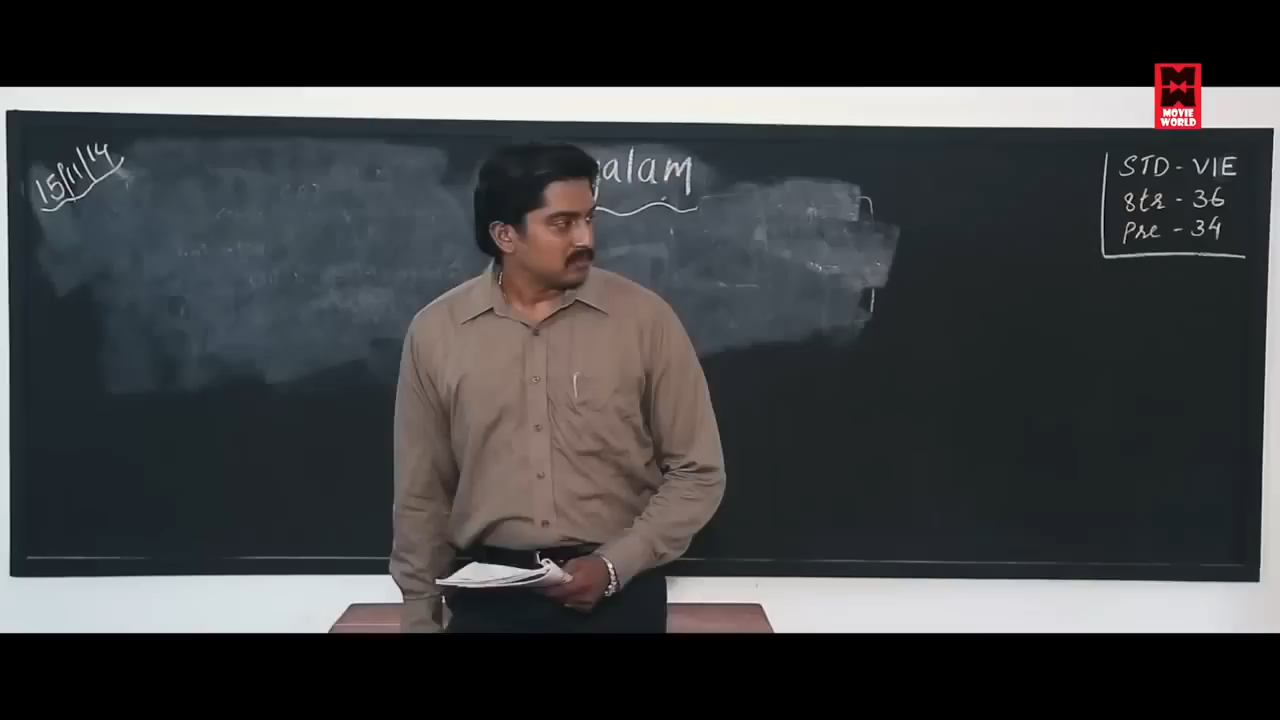 MOVIE
WORLD
15/11/14
alam
STD - VIE
Str - 36
Pre - 34